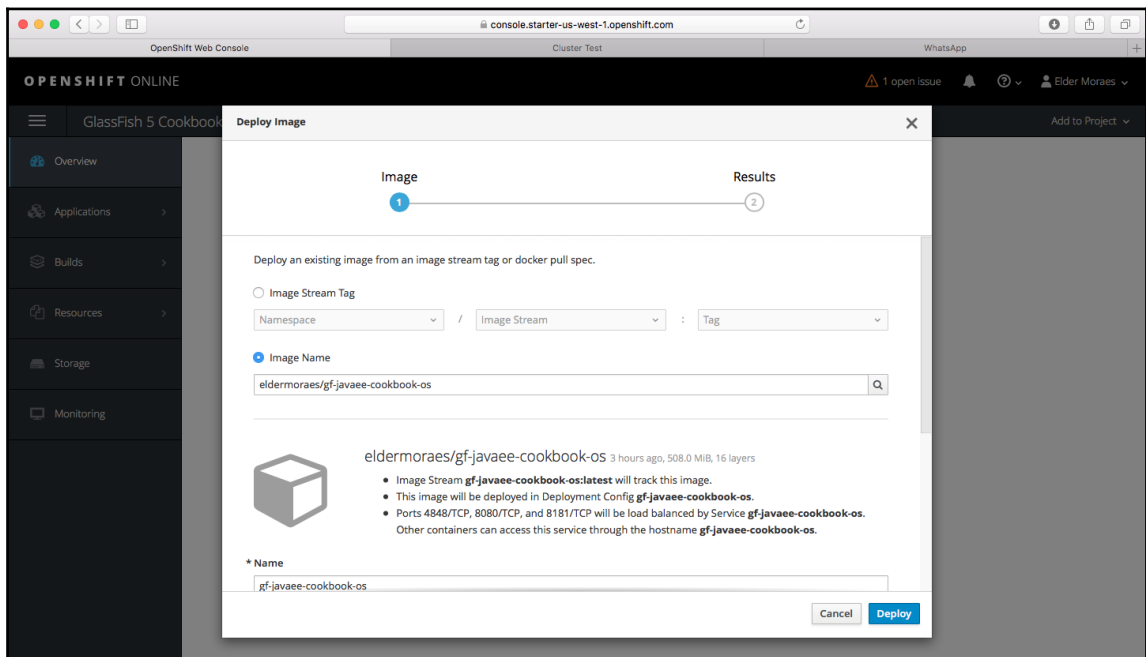 console.starter-us-west-1.openshift.com
OpenShift Web Console
Cluster Test
WhatsApp
OPENSHIFT ONLINE
1 open issue
Elder Moraes
GlassFish 5 Cookbook
Add to Project
Overview
Applications
Builds
Resources
Storage
Monitoring
Deploy Image
Image
Results
1
2
Deploy an existing image from an image stream tag or docker pull spec.
Image Stream Tag
Namespace / Image Stream : Tag
Image Name
eldermoraes/gf-javaee-cookbook-os
eldermoraes/gf-javaee-cookbook-os 3 hours ago, 508.0 MiB, 16 layers
• Image Stream gf-javaee-cookbook-os:latest will track this image.
• This image will be deployed in Deployment Config gf-javaee-cookbook-os.
• Ports 4848/TCP, 8080/TCP, and 8181/TCP will be load balanced by Service gf-javaee-cookbook-os.
Other containers can access this service through the hostname gf-javaee-cookbook-os.
* Name
gf-javaee-cookbook-os
Cancel
Deploy